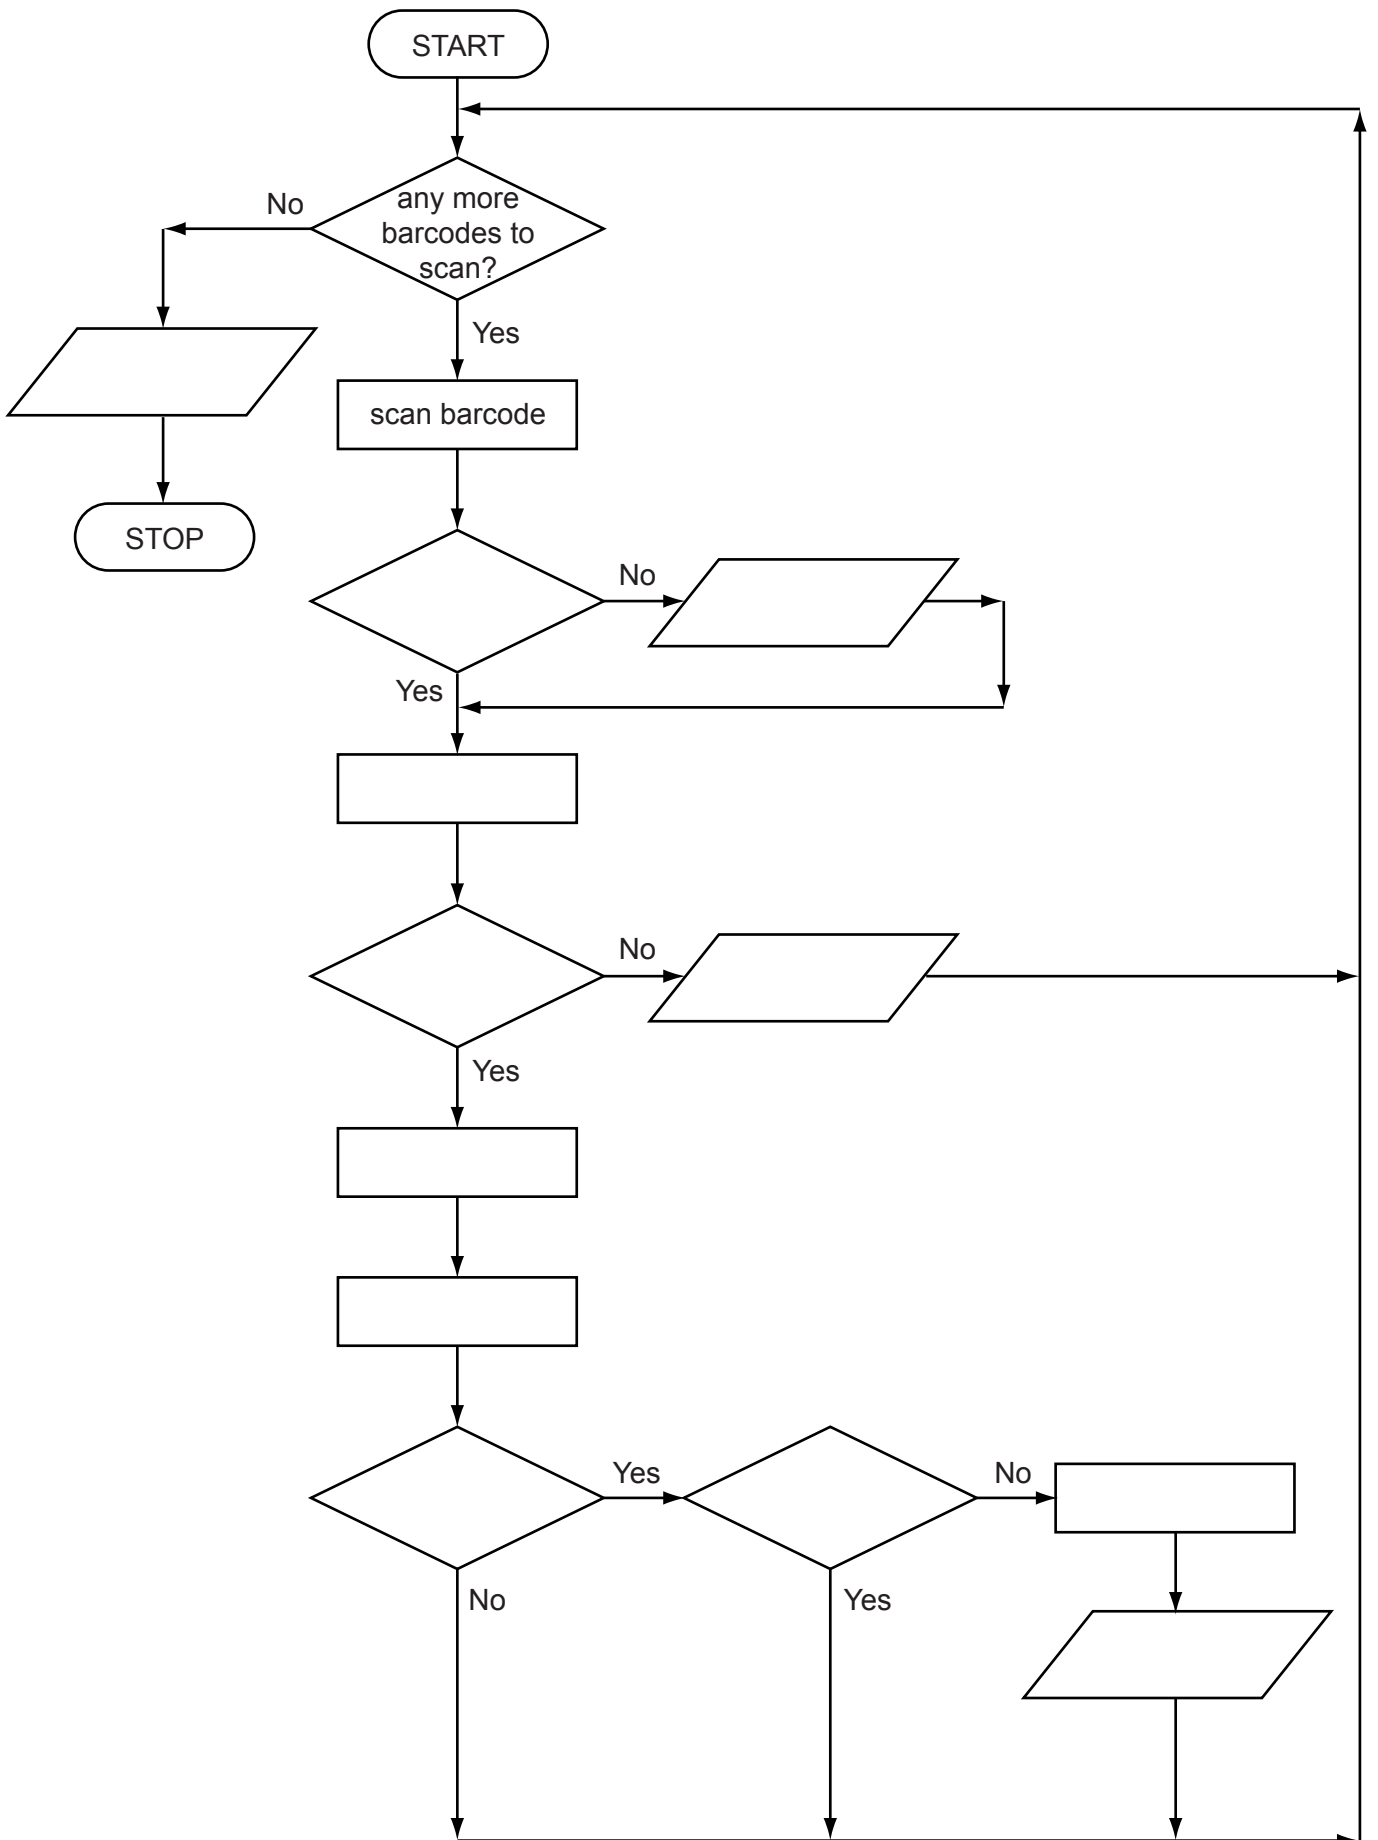 START
No
any more
barcodes to
scan?
Yes
scan barcode
STOP
No
Yes
No
Yes
Yes
No
No
Yes